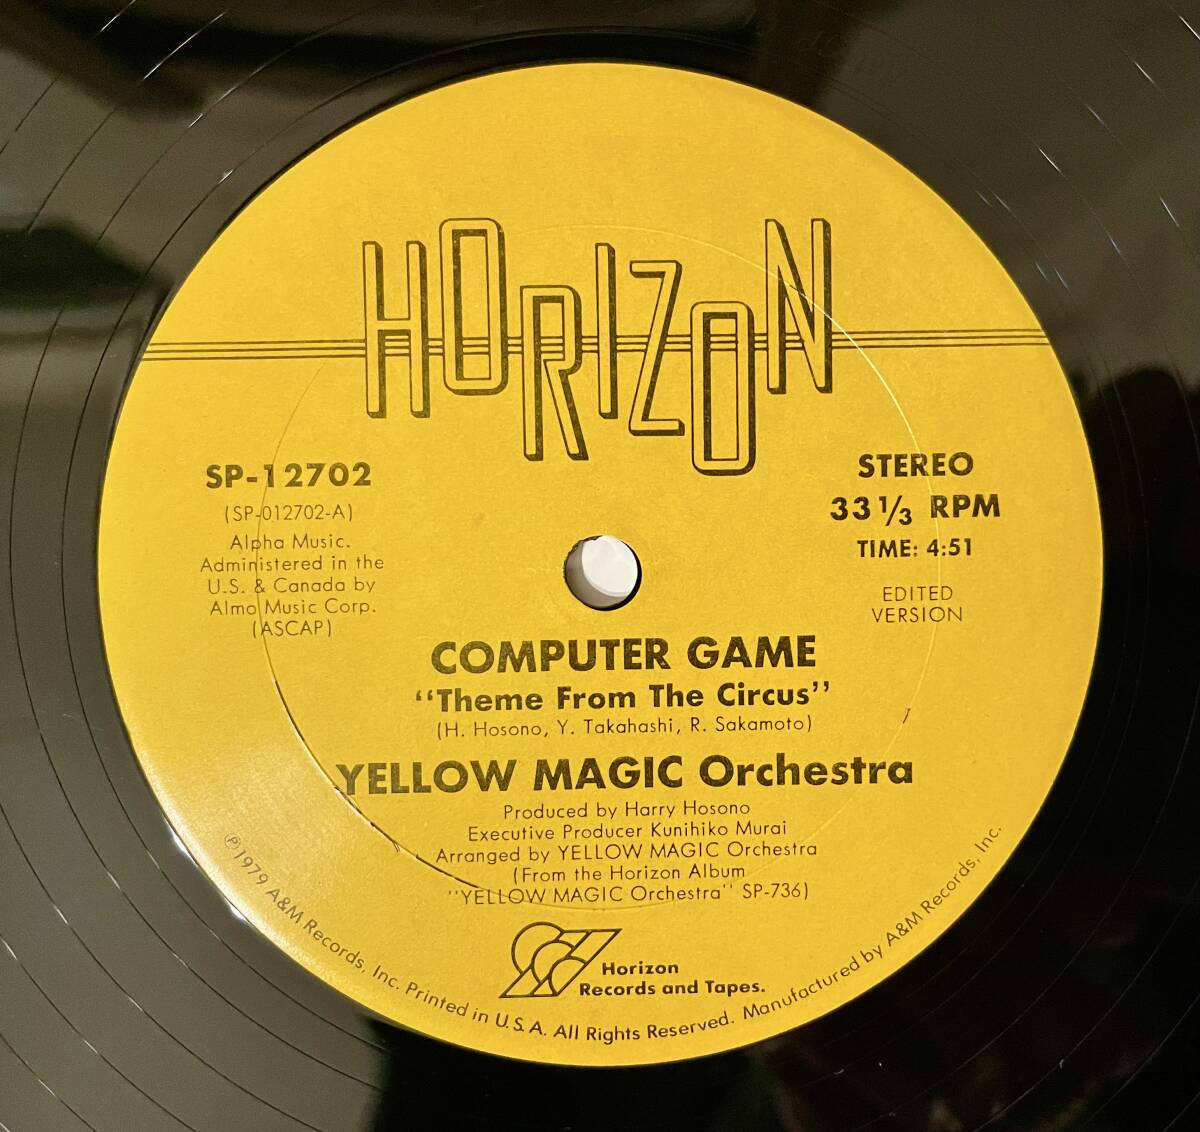 HORIZON
SP-12702
(SP-012702-A)
Alpha Music.
Administered in the
U.S. & Canada by
Almo Music Corp.
(ASCAP)
STEREO
33 1/3 RPM
TIME: 4:51
EDITED
VERSION
COMPUTER GAME
"Theme From The Circus"
(H. Hosono, Y. Takahashi, R. Sakamoto)
YELLOW MAGIC Orchestra
Produced by Harry Hosono
Executive Producer Kunihiko Murai
Arranged by YELLOW MAGIC Orchestra
(From the Horizon Album
"YELLOW MAGIC Orchestra" SP-736)
Horizon
Records and Tapes.
℗ 1979 A&M Records, Inc. Printed in U.S.A. All Rights Reserved. Manufactured by A&M Records, Inc.